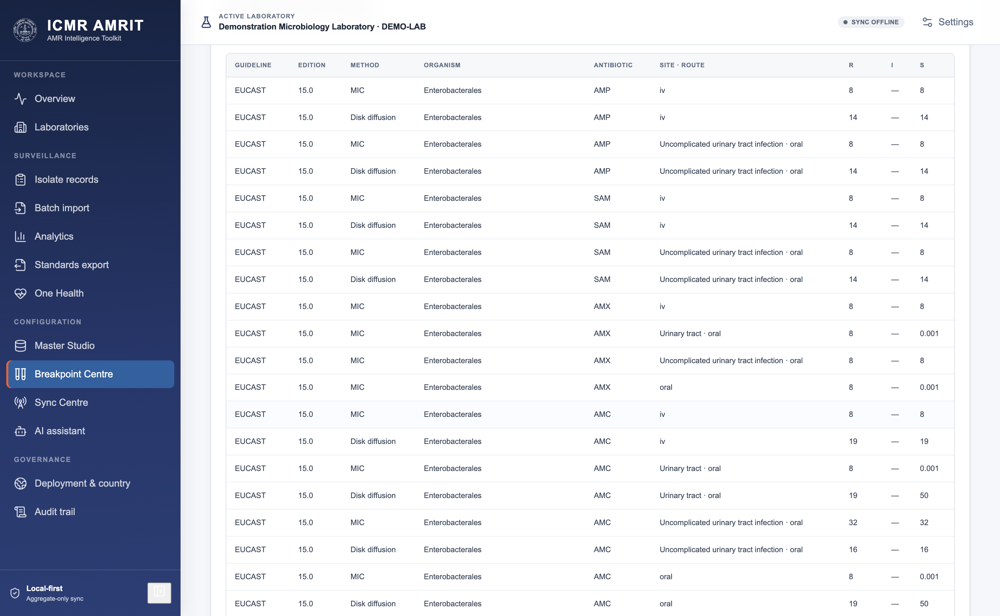 ICMR AMRIT
AMR Intelligence Toolkit
WORKSPACE
Overview
Laboratories
SURVEILLANCE
Isolate records
Batch import
Analytics
Standards export
One Health
CONFIGURATION
Master Studio
Breakpoint Centre
Sync Centre
AI assistant
GOVERNANCE
Deployment & country
Audit trail
Local-first
Aggregate-only sync
ACTIVE LABORATORY
Demonstration Microbiology Laboratory · DEMO-LAB
SYNC OFFLINE
Settings
GUIDELINE EDITION METHOD ORGANISM ANTIBIOTIC SITE · ROUTE R I S
EUCAST 15.0 MIC Enterobacterales AMP iv 8 — 8
EUCAST 15.0 Disk diffusion Enterobacterales AMP iv 14 — 14
EUCAST 15.0 MIC Enterobacterales AMP Uncomplicated urinary tract infection · oral 8 — 8
EUCAST 15.0 Disk diffusion Enterobacterales AMP Uncomplicated urinary tract infection · oral 14 — 14
EUCAST 15.0 MIC Enterobacterales SAM iv 8 — 8
EUCAST 15.0 Disk diffusion Enterobacterales SAM iv 14 — 14
EUCAST 15.0 MIC Enterobacterales SAM Uncomplicated urinary tract infection · oral 8 — 8
EUCAST 15.0 Disk diffusion Enterobacterales SAM Uncomplicated urinary tract infection · oral 14 — 14
EUCAST 15.0 MIC Enterobacterales AMX iv 8 — 8
EUCAST 15.0 MIC Enterobacterales AMX Urinary tract · oral 8 — 0.001
EUCAST 15.0 MIC Enterobacterales AMX Uncomplicated urinary tract infection · oral 8 — 8
EUCAST 15.0 MIC Enterobacterales AMX oral 8 — 0.001
EUCAST 15.0 MIC Enterobacterales AMC iv 8 — 8
EUCAST 15.0 Disk diffusion Enterobacterales AMC iv 19 — 19
EUCAST 15.0 MIC Enterobacterales AMC Urinary tract · oral 8 — 0.001
EUCAST 15.0 Disk diffusion Enterobacterales AMC Urinary tract · oral 19 — 50
EUCAST 15.0 MIC Enterobacterales AMC Uncomplicated urinary tract infection · oral 32 — 32
EUCAST 15.0 Disk diffusion Enterobacterales AMC Uncomplicated urinary tract infection · oral 16 — 16
EUCAST 15.0 MIC Enterobacterales AMC oral 8 — 0.001
EUCAST 15.0 Disk diffusion Enterobacterales AMC oral 19 — 50